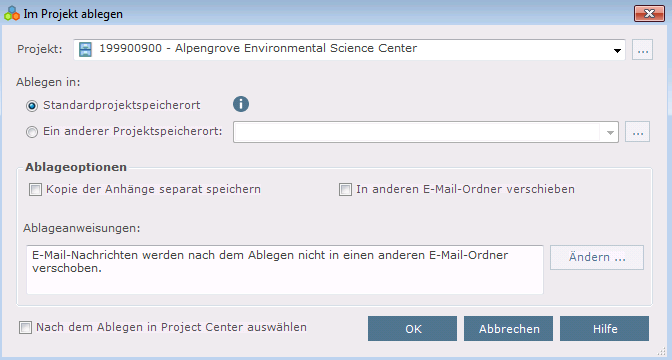 Im Projekt ablegen
Projekt: 199900900 - Alpengrove Environmental Science Center ...
Ablegen in:
Standardprojektspeicherort
Ein anderer Projektspeicherort: ...
Ablageoptionen
Kopie der Anhänge separat speichern In anderen E-Mail-Ordner verschieben
Ablageanweisungen:
E-Mail-Nachrichten werden nach dem Ablegen nicht in einen anderen E-Mail-Ordner
verschoben.
Ändern ...
Nach dem Ablegen in Project Center auswählen OK Abbrechen Hilfe